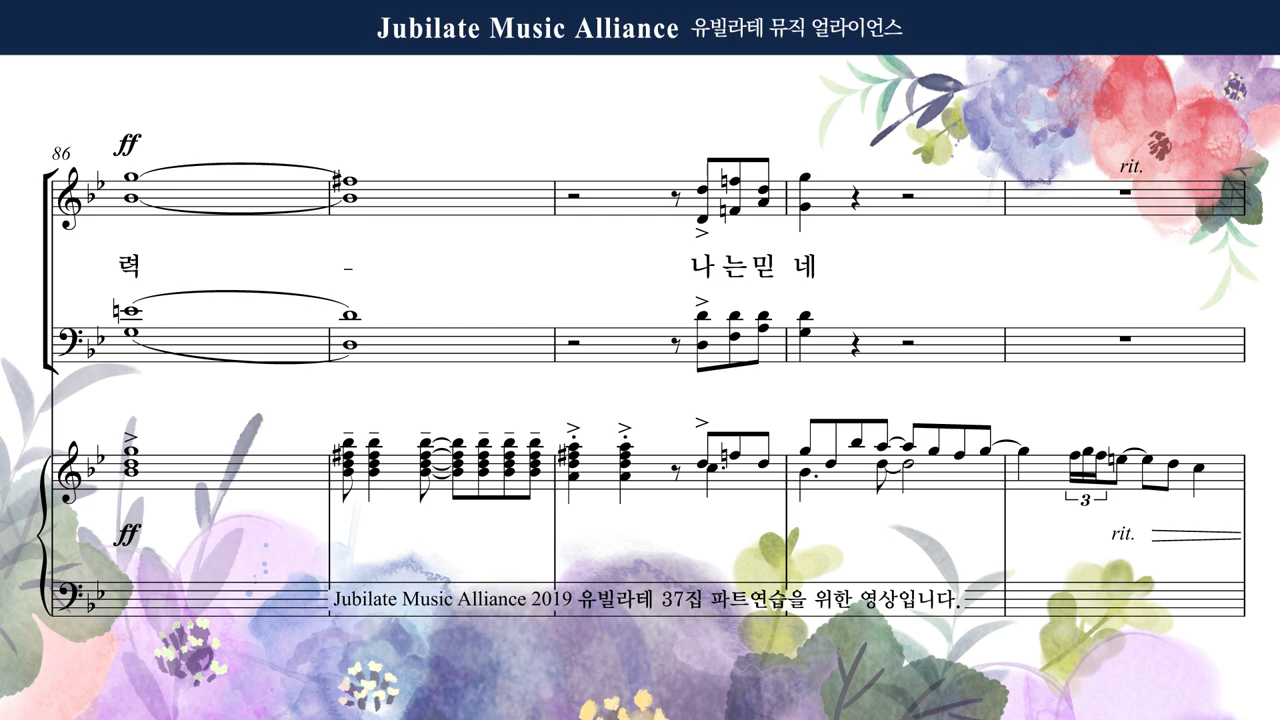 Jubilate Music Alliance 유빌라테 뮤직 얼라이언스
86
ff
rit.
력 - 나 는 믿 네
3
ff
rit.
Jubilate Music Alliance 2019 유빌라테 37집 파트연습을 위한 영상입니다.